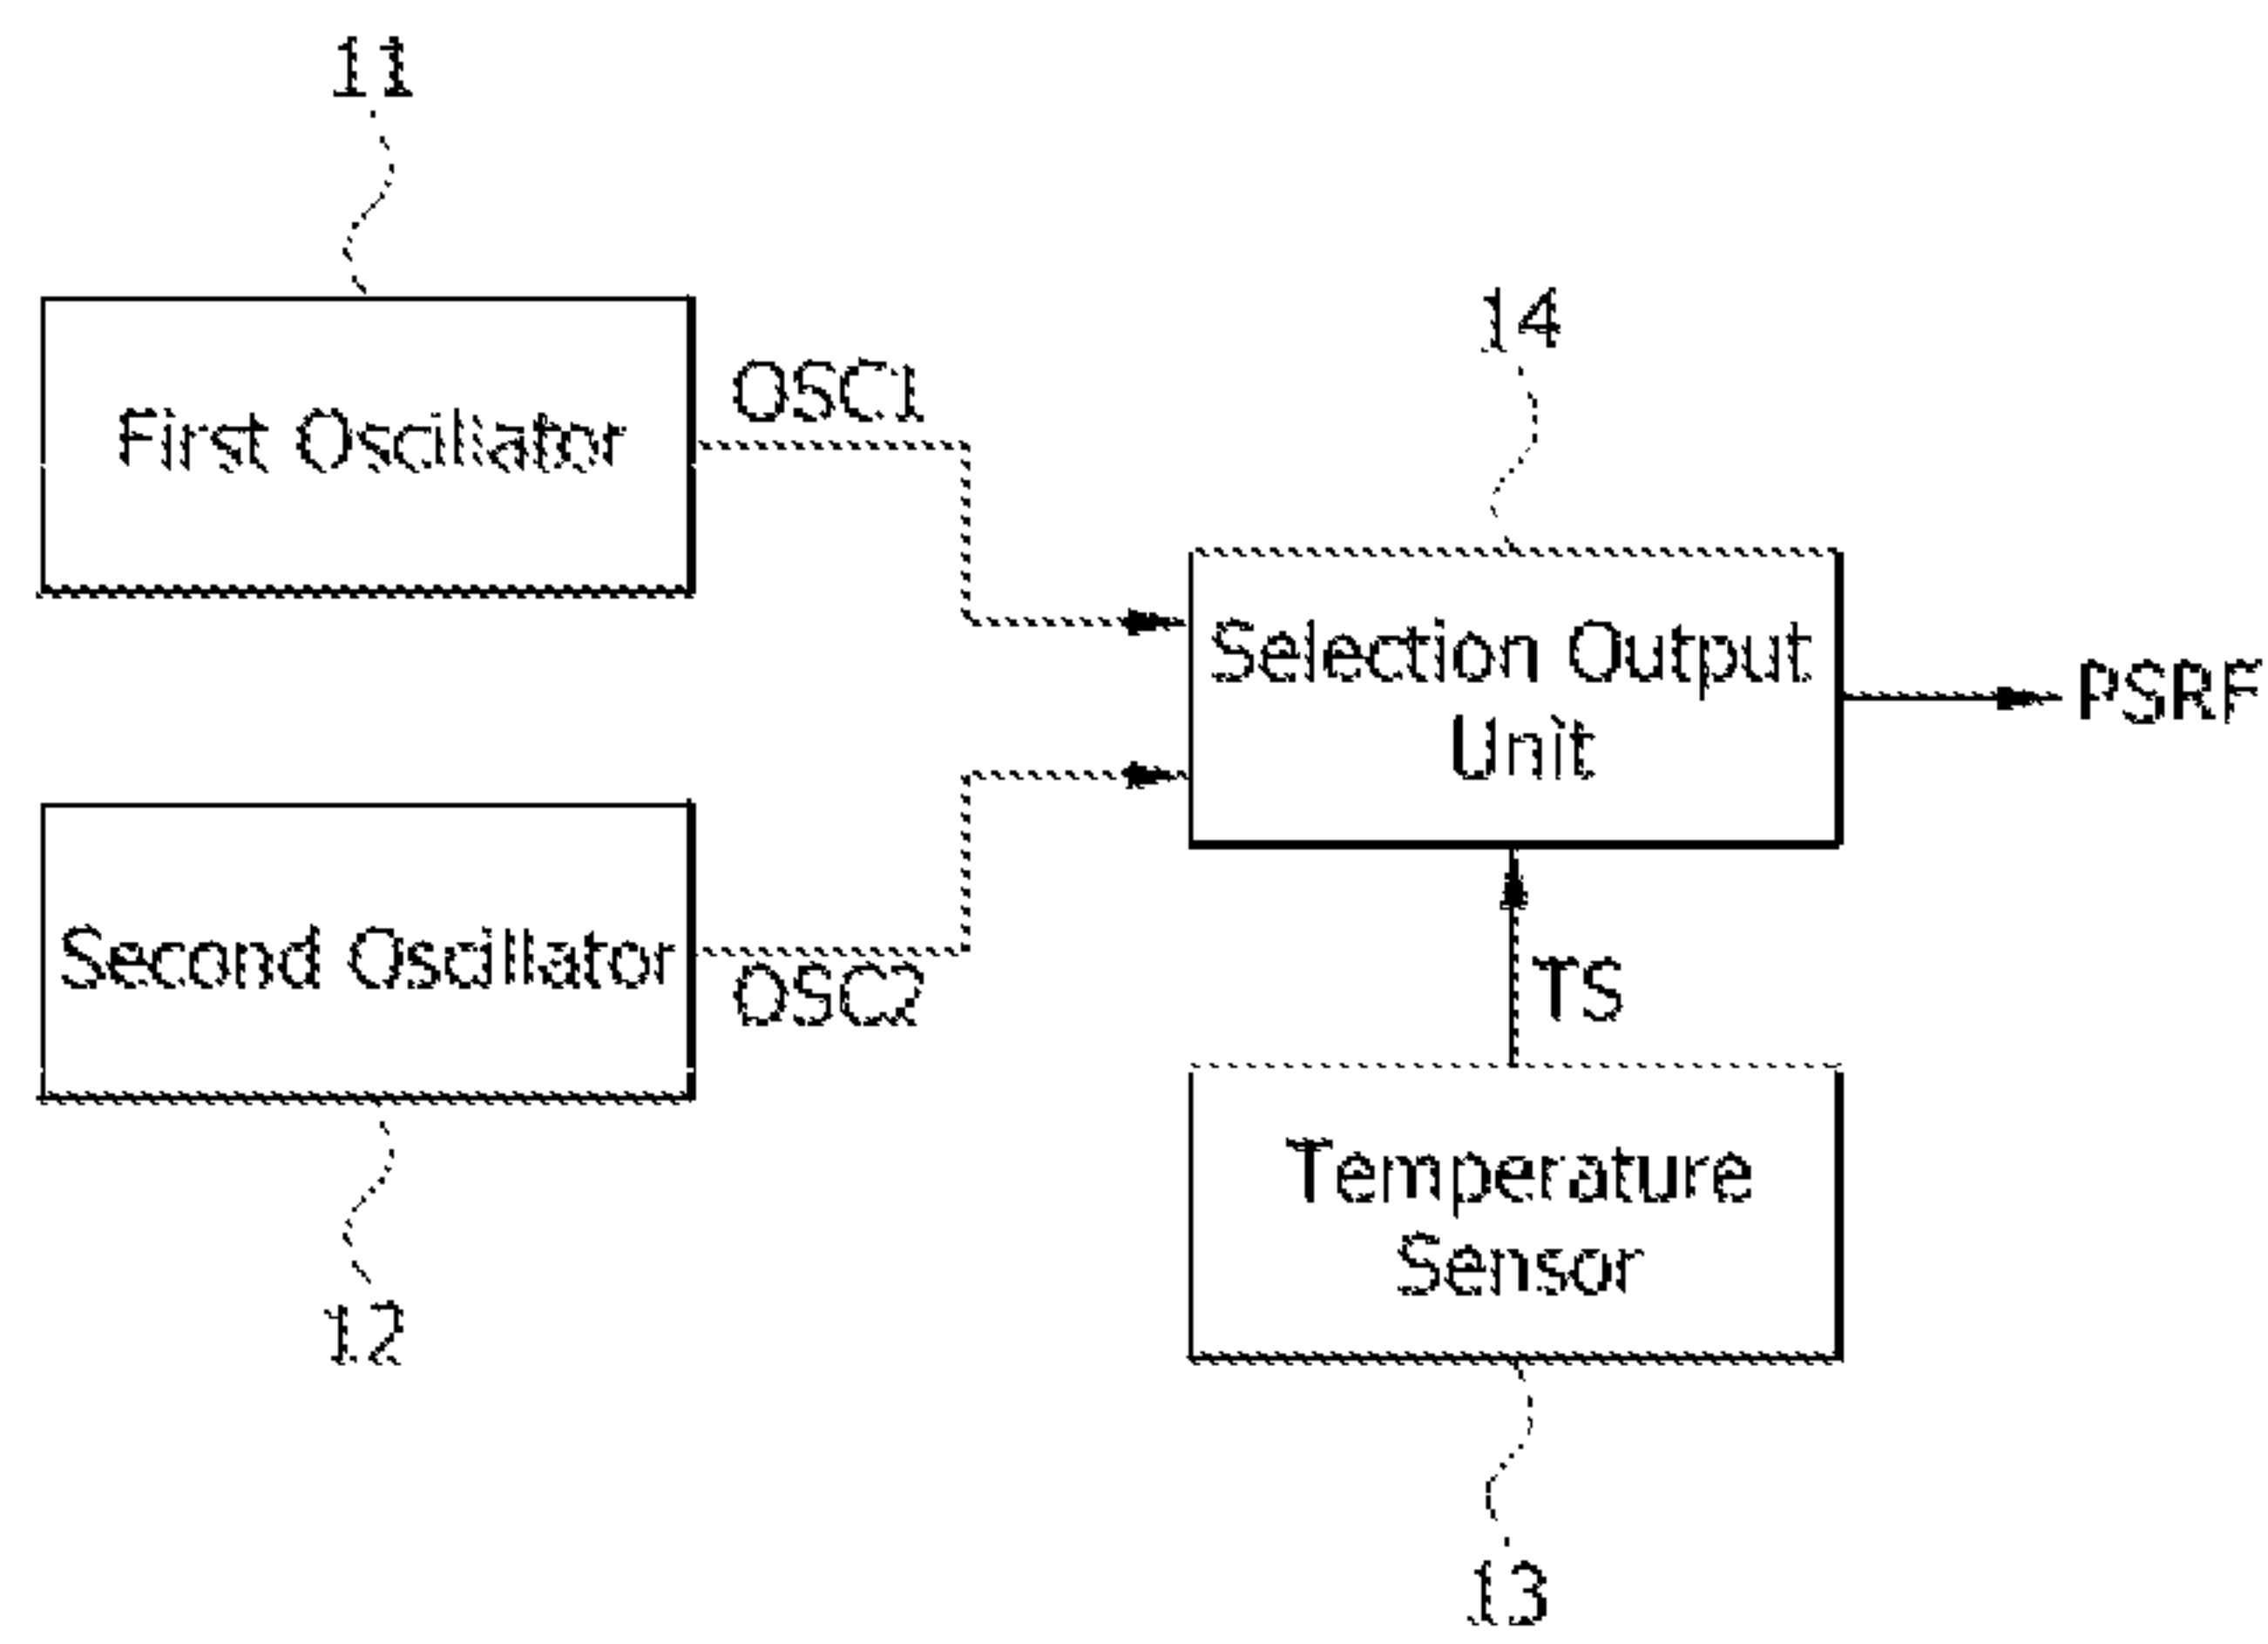 11
First Oscillator
OSC1
14
Selection Output
Unit
PSRF
Second Oscillator
OSC2
12
TS
Temperature
Sensor
13